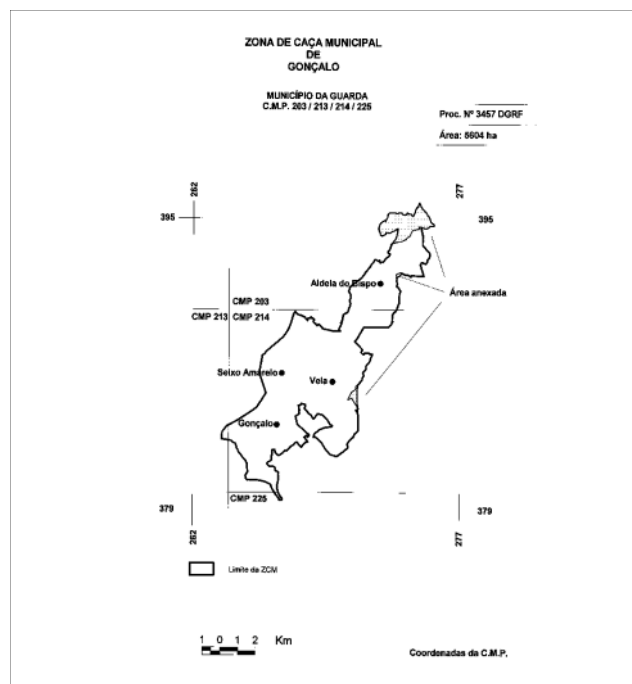 ZONA DE CAÇA MUNICIPAL
DE
GONÇALO
MUNICÍPIO DA GUARDA
C.M.P. 203 / 213 / 214 / 225
Proc. Nº 3457 DGRF
Área: 5604 ha
262
277
395
395
Aldeia do Bispo
Área anexada
CMP 203
CMP 213
CMP 214
Seixo Amarelo
Vela
Gonçalo
CMP 225
379
379
262
277
Limite da ZCM
1 0 1 2 Km
Coordenadas da C.M.P.